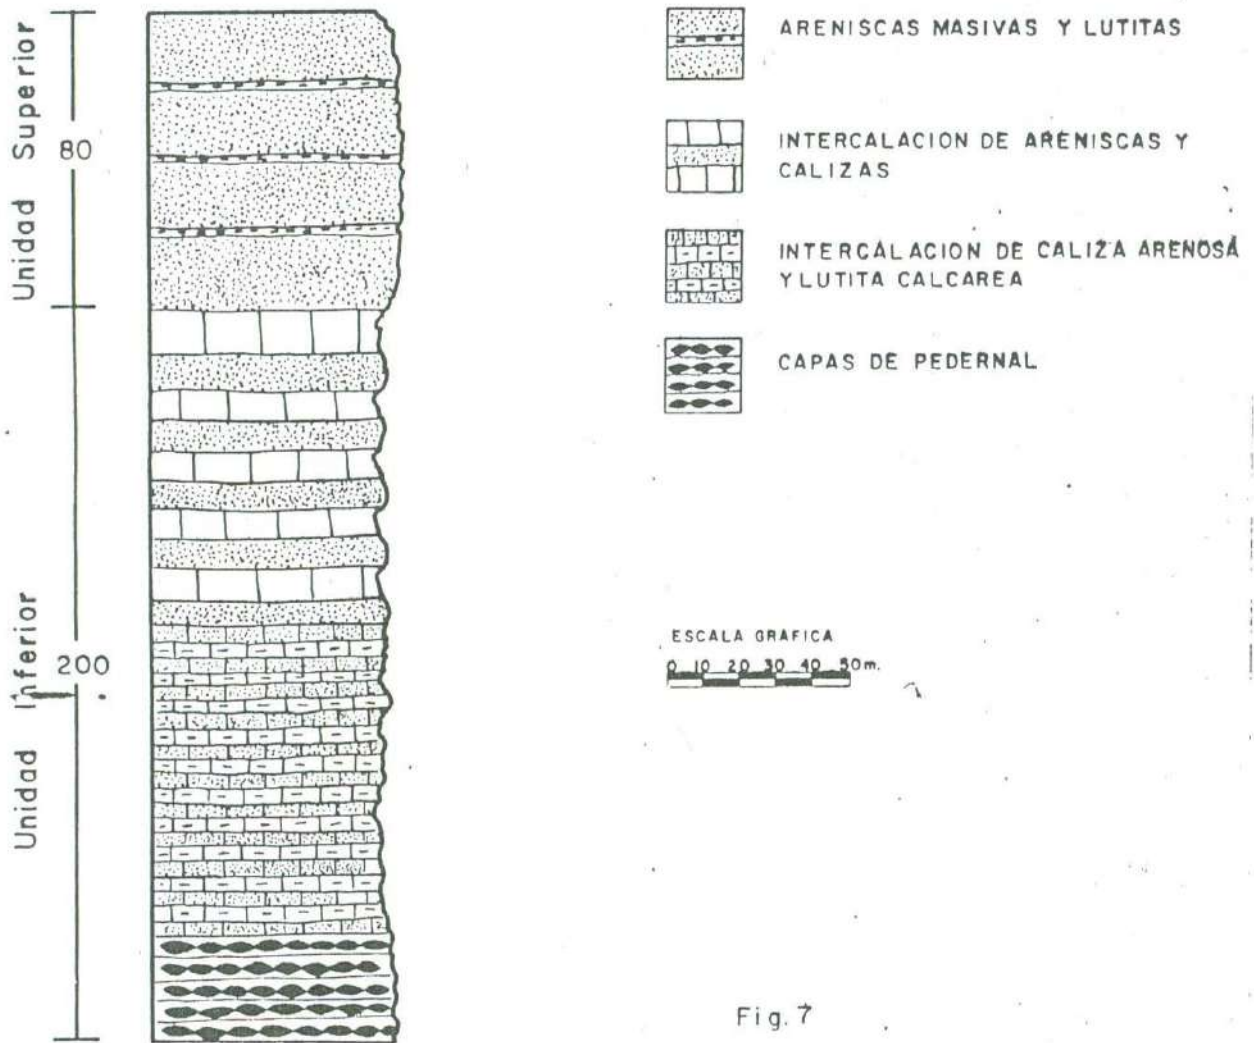 Unidad Superior
80
Unidad Inferior
200
ARENISCAS MASIVAS Y LUTITAS
INTERCALACION DE ARENISCAS Y
CALIZAS
INTERCALACION DE CALIZA ARENOSA
Y LUTITA CALCAREA
CAPAS DE PEDERNAL
ESCALA GRAFICA
0 10 20 30 40 50m.
Fig. 7